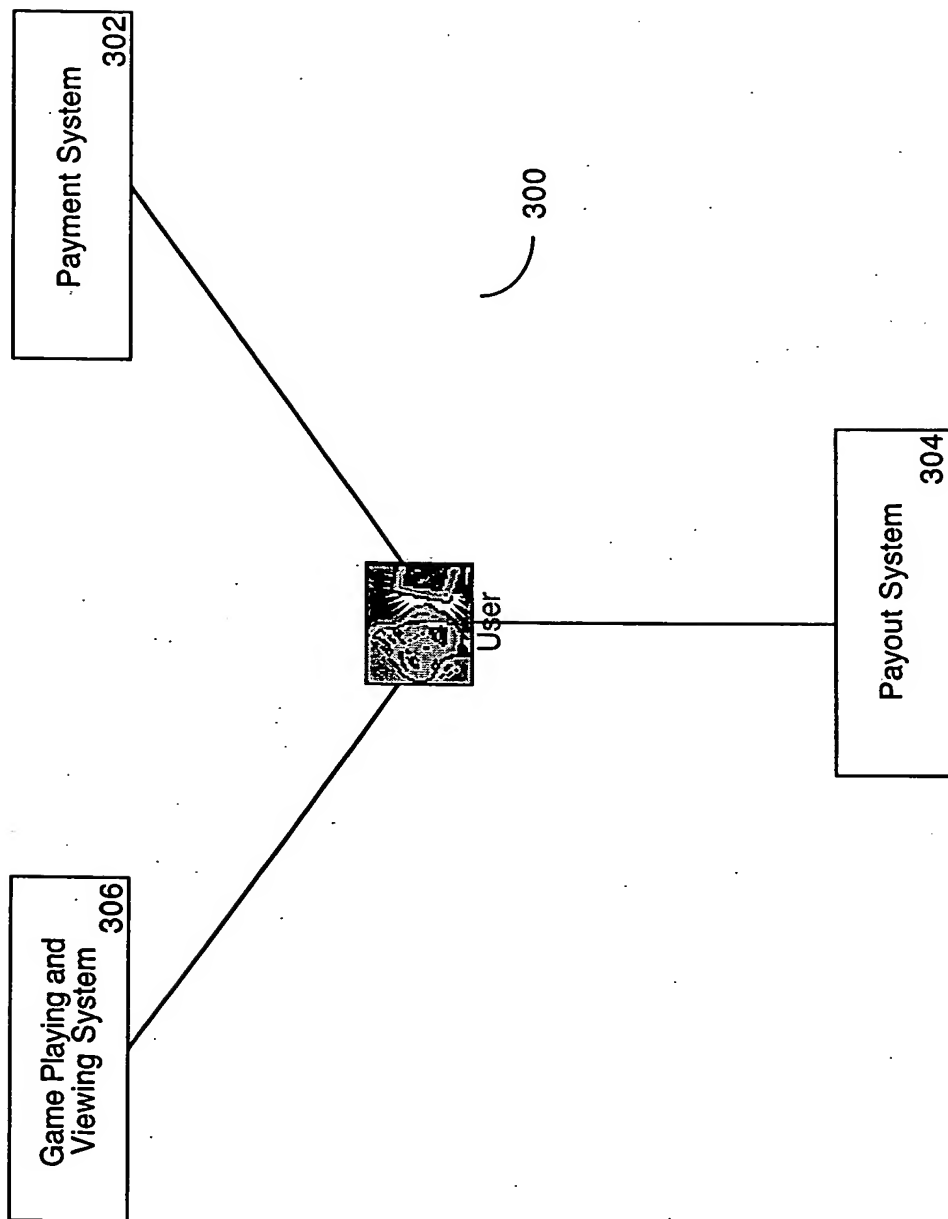 Game Playing and
Viewing System
306
Payment System
302
User
300
Payout System
304